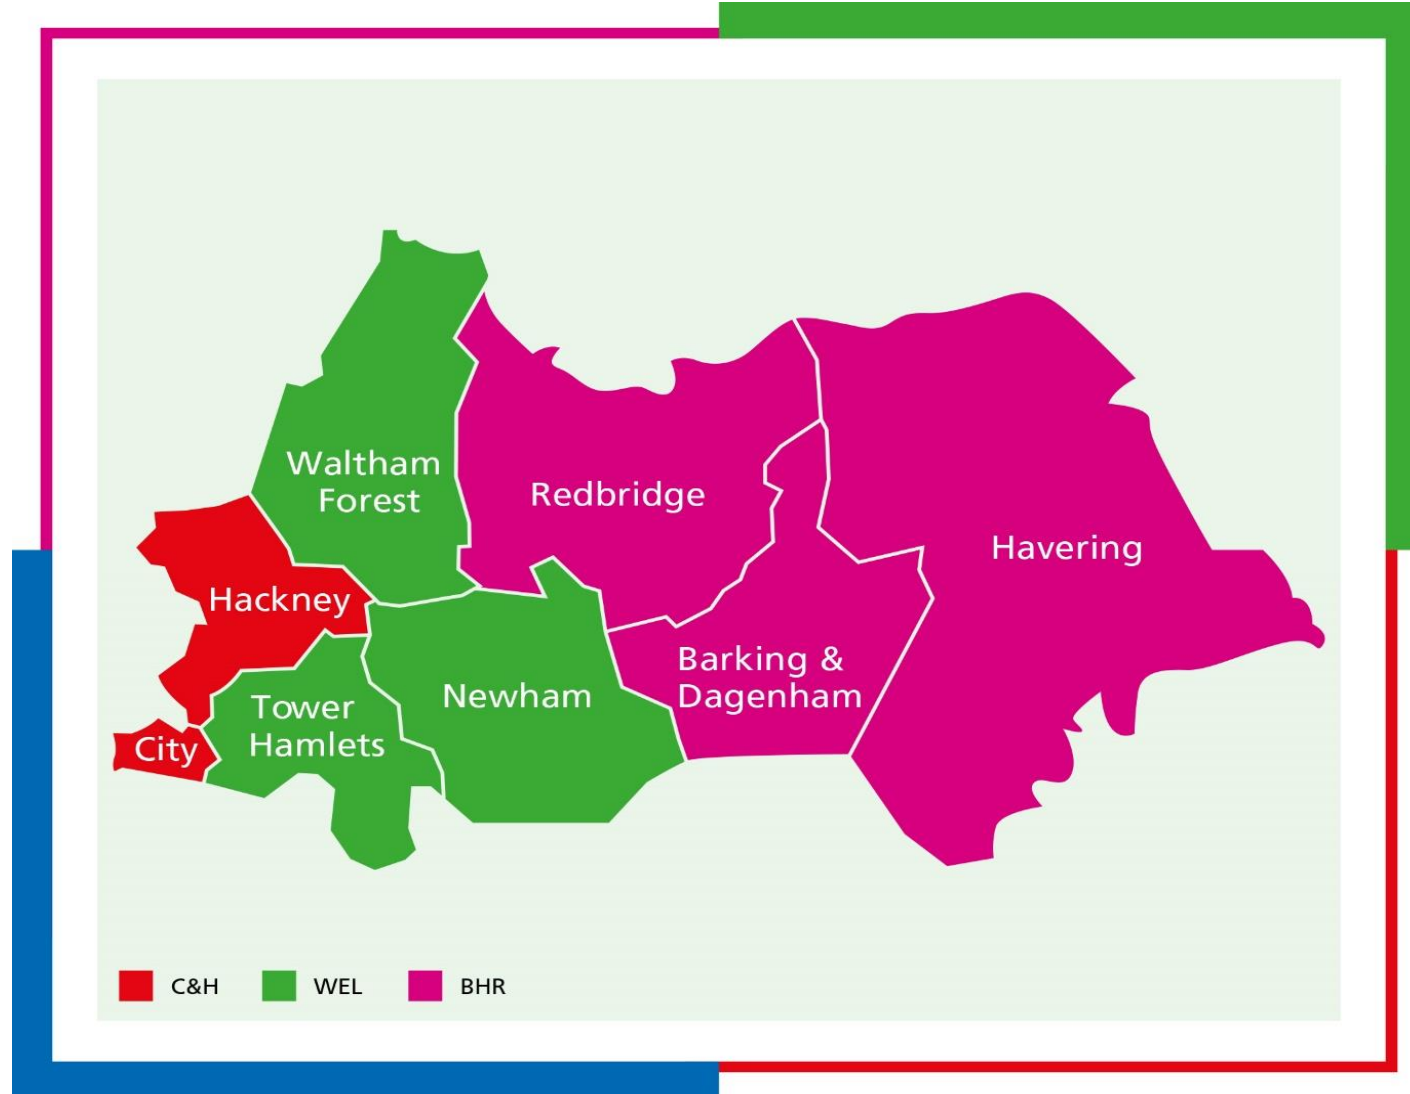 Waltham
Forest
Redbridge
Havering
Hackney
Barking &
Dagenham
Newham
Tower
Hamlets
City
C&H
WEL
BHR